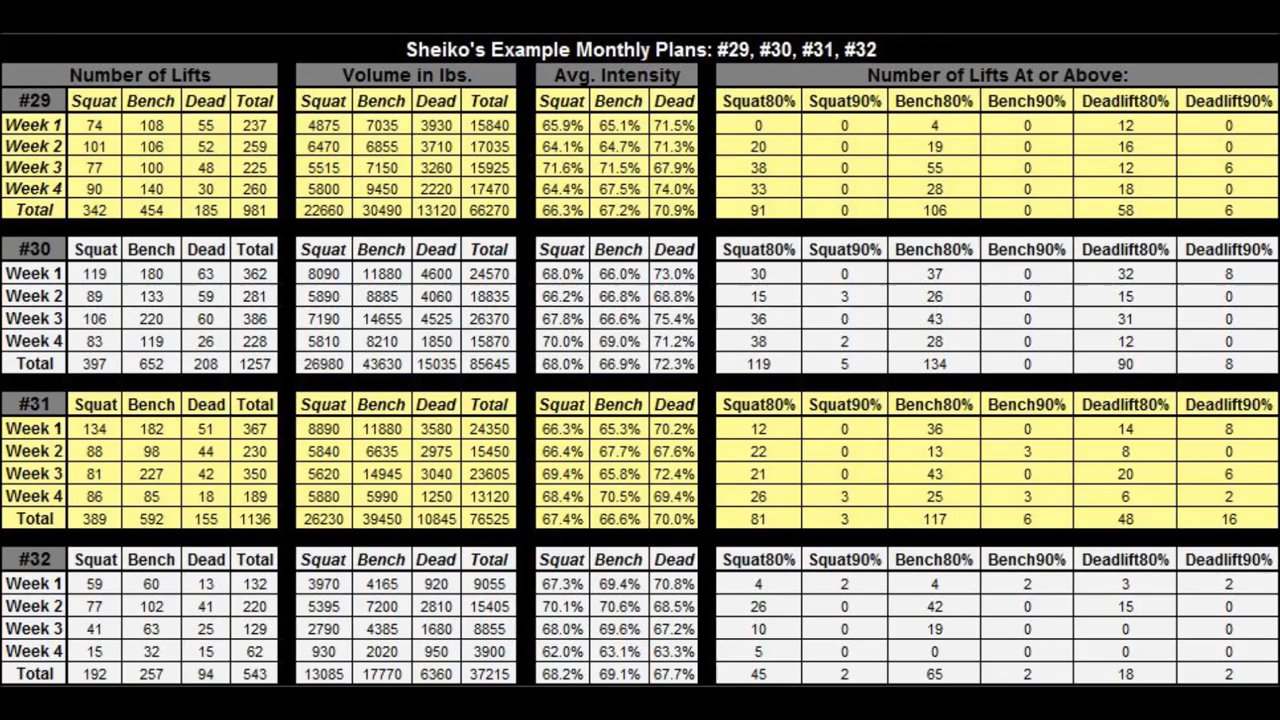 Sheiko's Example Monthly Plans: #29, #30, #31, #32
Number of Lifts Volume in lbs. Avg. Intensity Number of Lifts At or Above:
#29 Squat Bench Dead Total Squat Bench Dead Total Squat Bench Dead Squat80% Squat90% Bench80% Bench90% Deadlift80% Deadlift90%
Week 1 74 108 55 237 4875 7035 3930 15840 65.9% 65.1% 71.5% 0 0 4 0 12 0
Week 2 101 106 52 259 6470 6855 3710 17035 64.1% 64.7% 71.3% 20 0 19 0 16 0
Week 3 77 100 48 225 5515 7150 3260 15925 71.6% 71.5% 67.9% 38 0 55 0 12 6
Week 4 90 140 30 260 5800 9450 2220 17470 64.4% 67.5% 74.0% 33 0 28 0 18 0
Total 342 454 185 981 22660 30490 13120 66270 66.3% 67.2% 70.9% 91 0 106 0 58 6
#30 Squat Bench Dead Total Squat Bench Dead Total Squat Bench Dead Squat80% Squat90% Bench80% Bench90% Deadlift80% Deadlift90%
Week 1 119 180 63 362 8090 11880 4600 24570 68.0% 66.0% 73.0% 30 0 37 0 32 8
Week 2 89 133 59 281 5890 8885 4060 18835 66.2% 66.8% 68.8% 15 3 26 0 15 0
Week 3 106 220 60 386 7190 14655 4525 26370 67.8% 66.6% 75.4% 36 0 43 0 31 0
Week 4 83 119 26 228 5810 8210 1850 15870 70.0% 69.0% 71.2% 38 2 28 0 12 0
Total 397 652 208 1257 26980 43630 15035 85645 68.0% 66.9% 72.3% 119 5 134 0 90 8
#31 Squat Bench Dead Total Squat Bench Dead Total Squat Bench Dead Squat80% Squat90% Bench80% Bench90% Deadlift80% Deadlift90%
Week 1 134 182 51 367 8890 11880 3580 24350 66.3% 65.3% 70.2% 12 0 36 0 14 8
Week 2 88 98 44 230 5840 6635 2975 15450 66.4% 67.7% 67.6% 22 0 13 3 8 0
Week 3 81 227 42 350 5620 14945 3040 23605 69.4% 65.8% 72.4% 21 0 43 0 20 6
Week 4 86 85 18 189 5880 5990 1250 13120 68.4% 70.5% 69.4% 26 3 25 3 6 2
Total 389 592 155 1136 26230 39450 10845 76525 67.4% 66.6% 70.0% 81 3 117 6 48 16
#32 Squat Bench Dead Total Squat Bench Dead Total Squat Bench Dead Squat80% Squat90% Bench80% Bench90% Deadlift80% Deadlift90%
Week 1 59 60 13 132 3970 4165 920 9055 67.3% 69.4% 70.8% 4 2 4 2 3 2
Week 2 77 102 41 220 5395 7200 2810 15405 70.1% 70.6% 68.5% 26 0 42 0 15 0
Week 3 41 63 25 129 2790 4385 1680 8855 68.0% 69.6% 67.2% 10 0 19 0 0 0
Week 4 15 32 15 62 930 2020 950 3900 62.0% 63.1% 63.3% 5 0 0 0 0 0
Total 192 257 94 543 13085 17770 6360 37215 68.2% 69.1% 67.7% 45 2 65 2 18 2